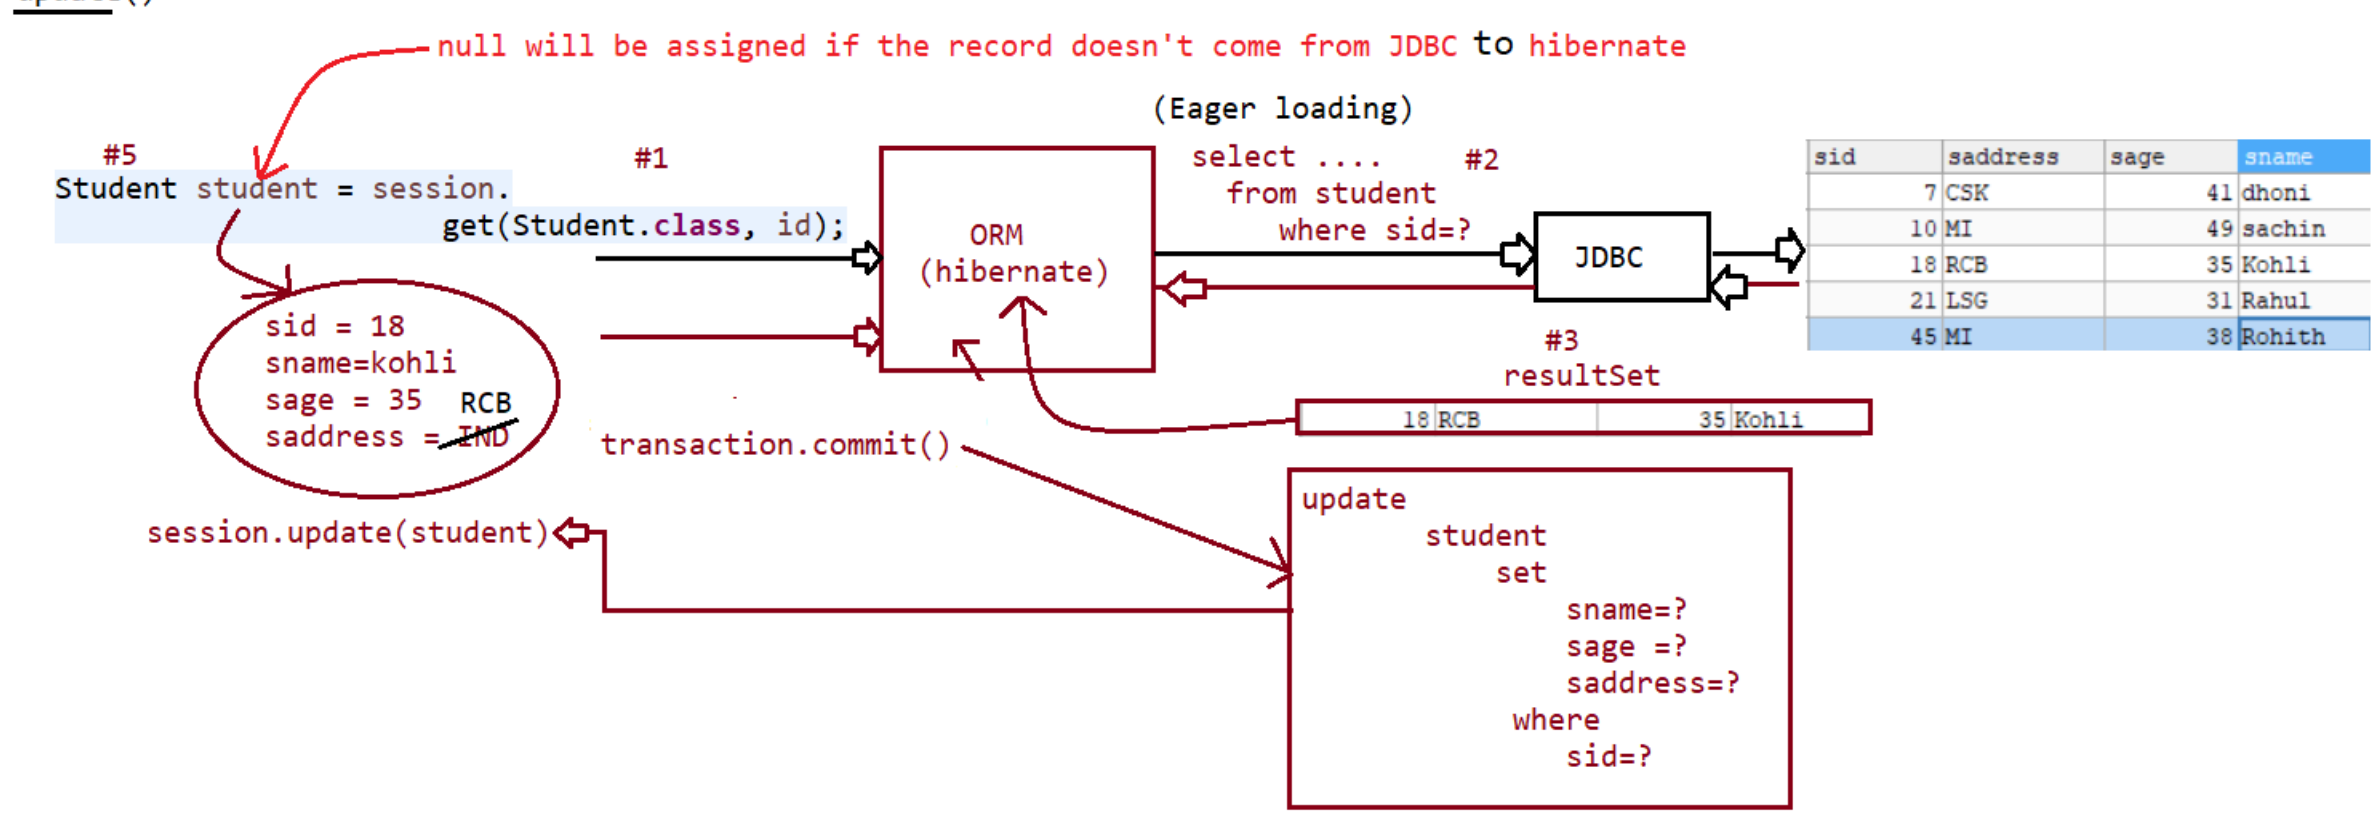 null will be assigned if the record doesn't come from JDBC to hibernate
(Eager loading)
#5
#1
Student student = session.
get(Student.class, id);
ORM
(hibernate)
select ....
#2
from student
where sid=?
JDBC
sid saddress sage sname
7 CSK 41 dhoni
10 MI 49 sachin
18 RCB 35 Kohli
21 LSG 31 Rahul
45 MI 38 Rohith
sid = 18
sname=kohli
sage = 35 RCB
saddress = IND
#3
resultSet
18 RCB 35 Kohli
transaction.commit()
session.update(student)
update
student
set
sname=?
sage =?
saddress=?
where
sid=?